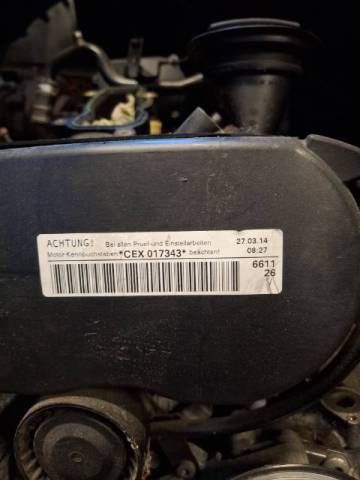 ACHTUNG! Bei allen Pruef-und Einstellarbeiten 27.03.14
Motor-Kennbuchstaben *CEX 017343* beachten! 08:27
6611
26